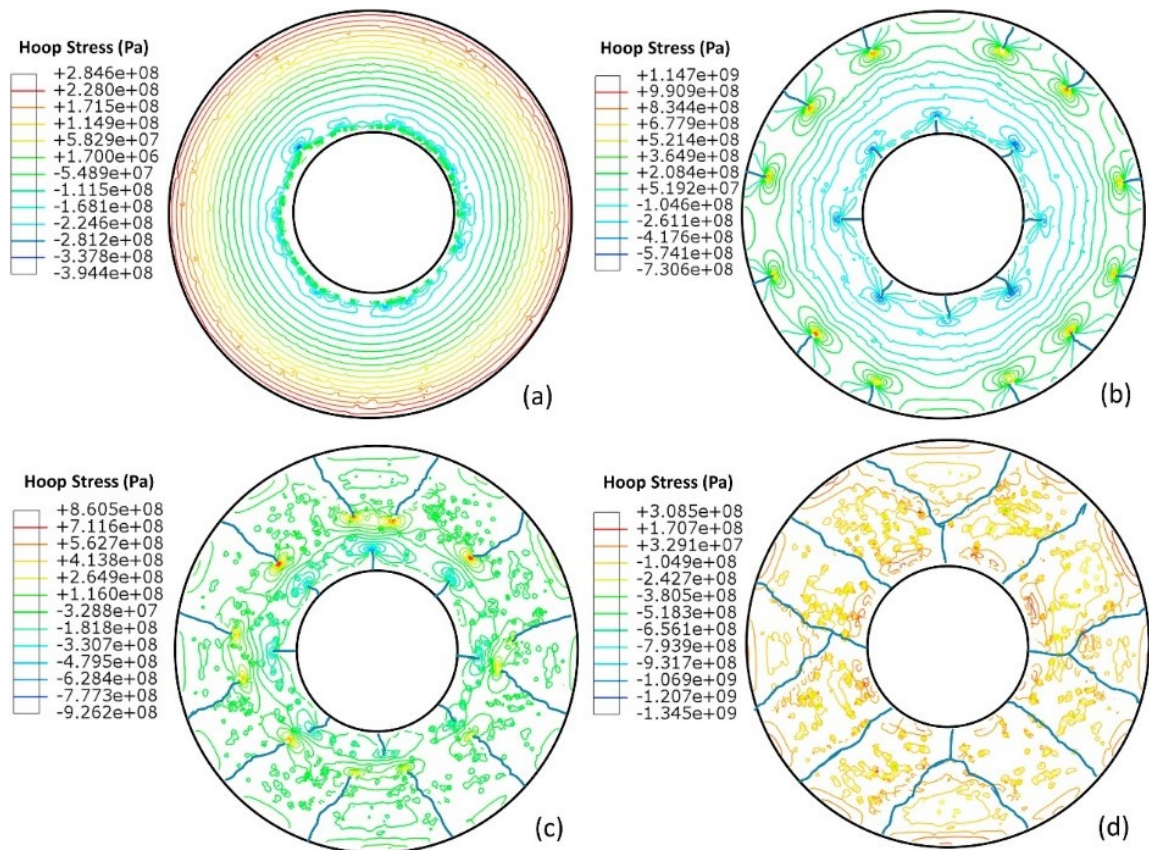 Hoop Stress (Pa)
+2.846e+08
+2.280e+08
+1.715e+08
+1.149e+08
+5.829e+07
+1.700e+06
-5.489e+07
-1.115e+08
-1.681e+08
-2.246e+08
-2.812e+08
-3.378e+08
-3.944e+08
(a)
Hoop Stress (Pa)
+1.147e+09
+9.909e+08
+8.344e+08
+6.779e+08
+5.214e+08
+3.649e+08
+2.084e+08
+5.192e+07
-1.046e+08
-2.611e+08
-4.176e+08
-5.741e+08
-7.306e+08
(b)
Hoop Stress (Pa)
+8.605e+08
+7.116e+08
+5.627e+08
+4.138e+08
+2.649e+08
+1.160e+08
-3.288e+07
-1.818e+08
-3.307e+08
-4.795e+08
-6.284e+08
-7.773e+08
-9.262e+08
(c)
Hoop Stress (Pa)
+3.085e+08
+1.707e+08
+3.291e+07
-1.049e+08
-2.427e+08
-3.805e+08
-5.183e+08
-6.561e+08
-7.939e+08
-9.317e+08
-1.069e+09
-1.207e+09
-1.345e+09
(d)